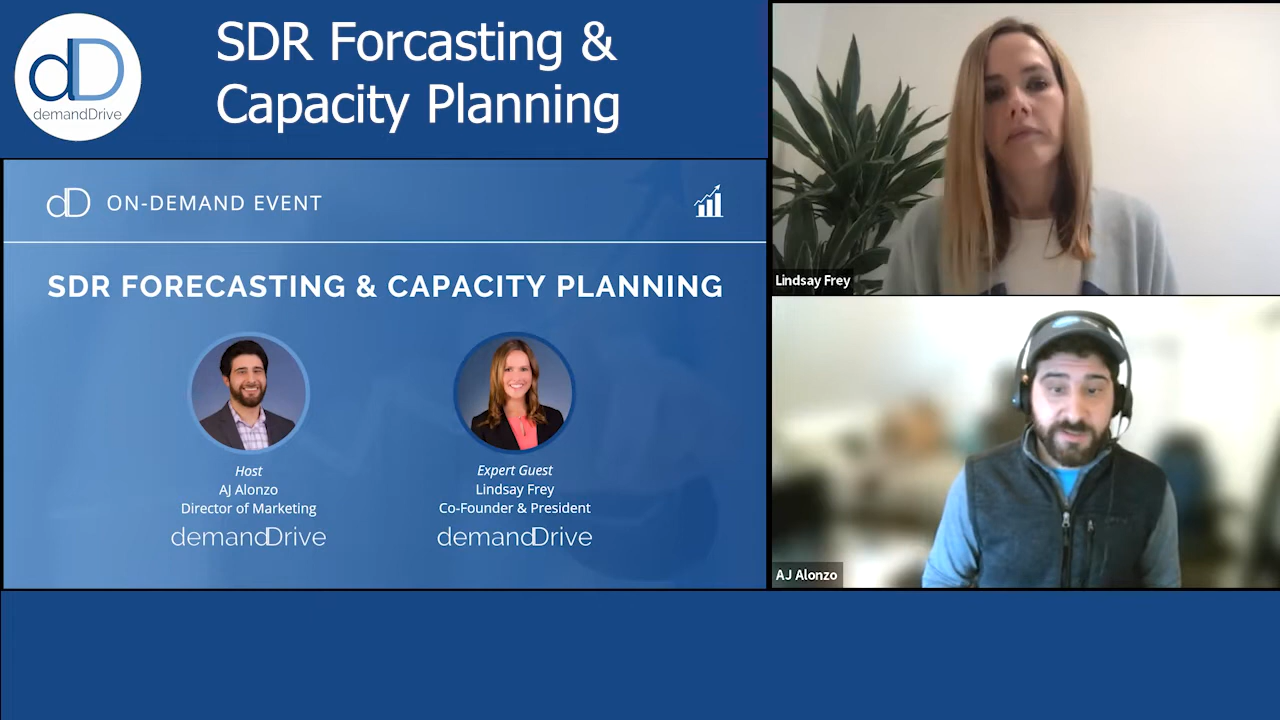 dD
demandDrive
SDR Forcasting &
Capacity Planning
dD ON-DEMAND EVENT
SDR FORECASTING & CAPACITY PLANNING
Host
AJ Alonzo
Director of Marketing
demandDrive
Expert Guest
Lindsay Frey
Co-Founder & President
demandDrive
Lindsay Frey
AJ Alonzo